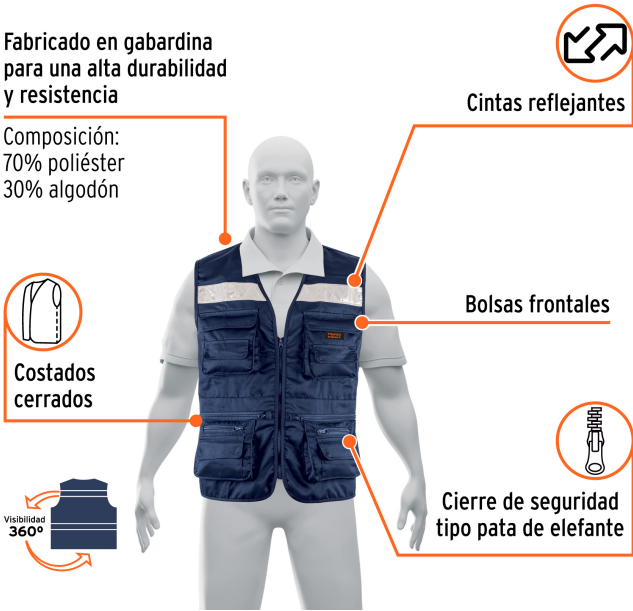 Fabricado en gabardina
para una alta durabilidad
y resistencia
Composición:
70% poliéster
30% algodón
Cintas reflejantes
Bolsas frontales
Costados
cerrados
Cierre de seguridad
tipo pata de elefante
Visibilidad
360º